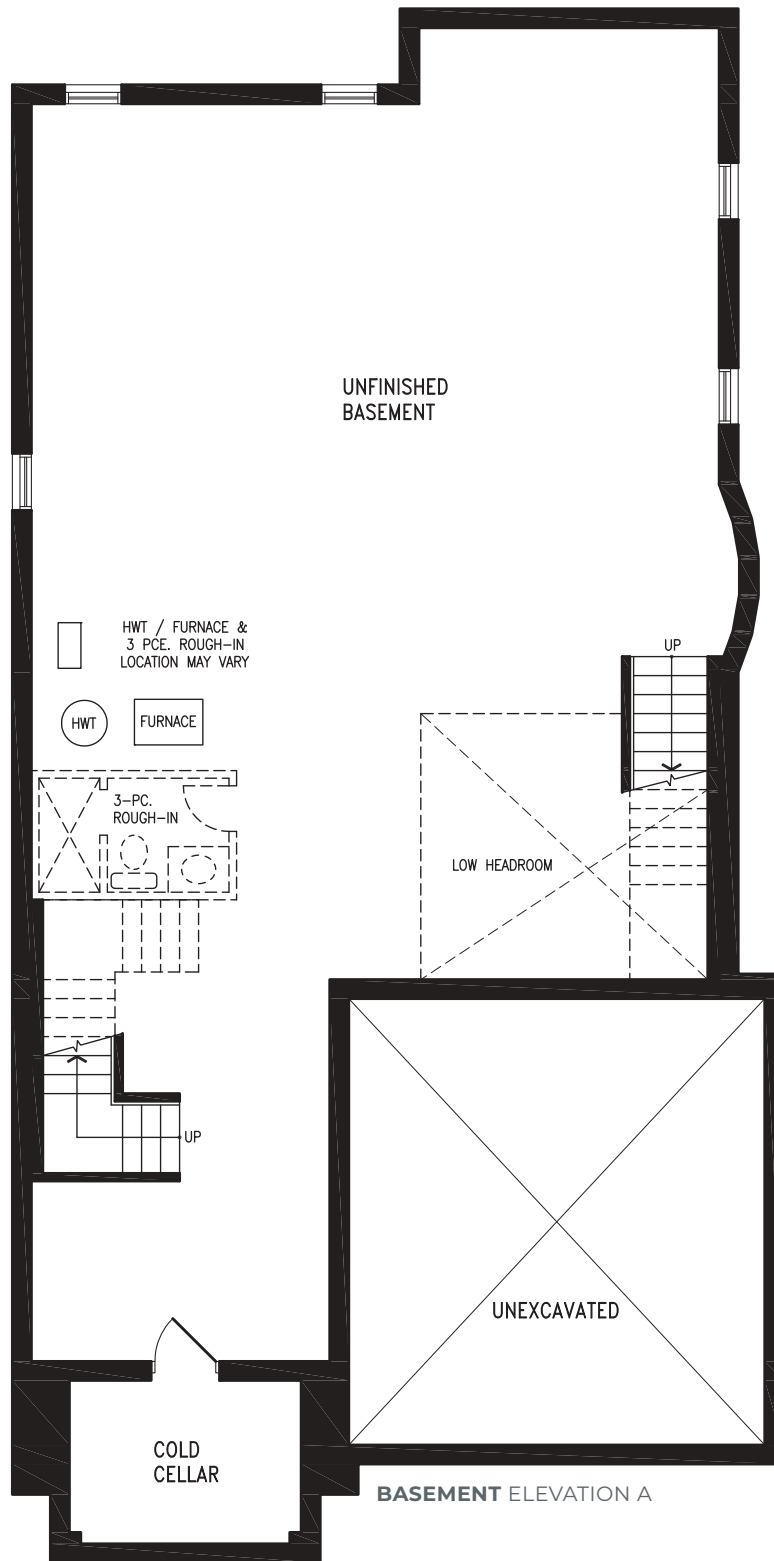 UNFINISHED
BASEMENT
HWT / FURNACE &
3 PCE. ROUGH-IN
LOCATION MAY VARY
UP
HWT
FURNACE
3-PC.
ROUGH-IN
LOW HEADROOM
UP
UNEXCAVATED
COLD
CELLAR
BASEMENT ELEVATION A